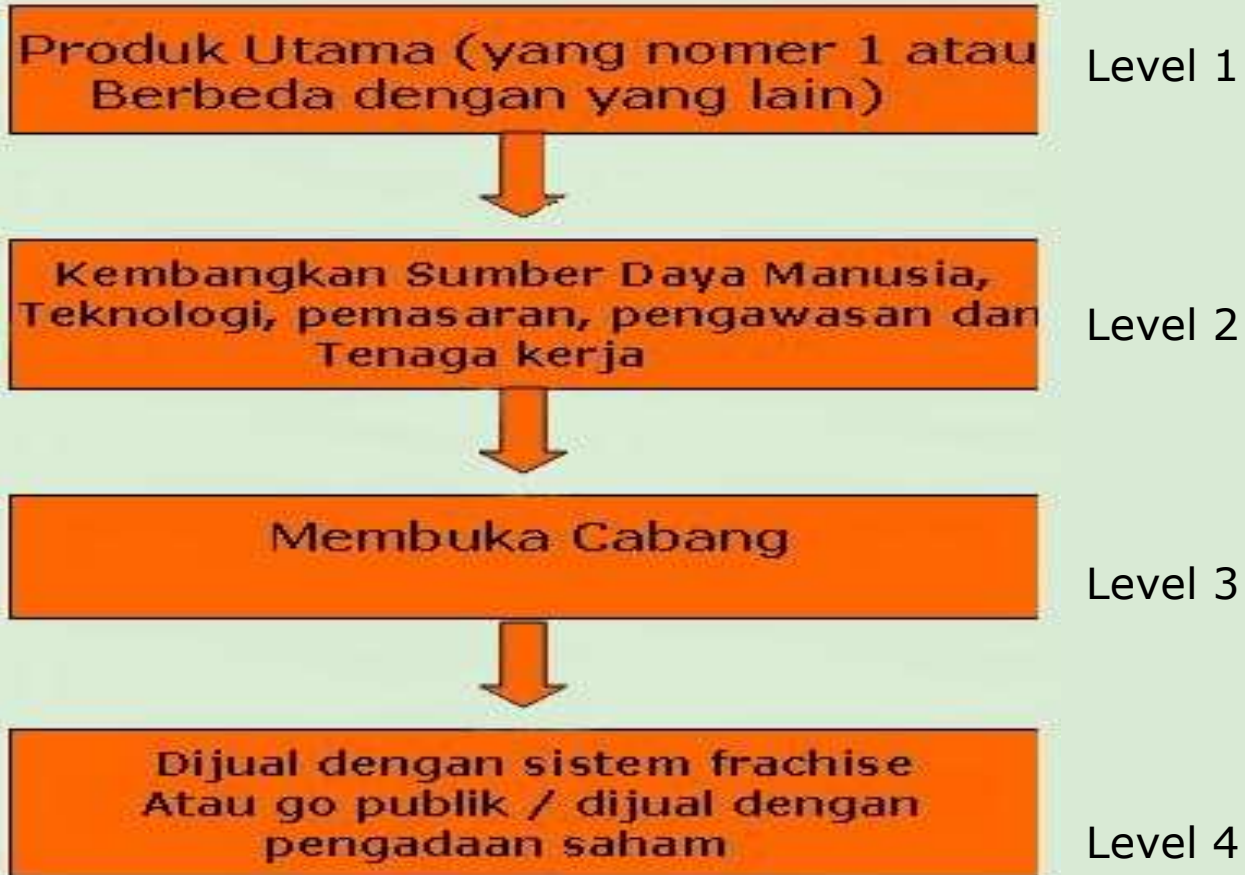 Produk Utama (yang nomer 1 atau
Berbeda dengan yang lain)
Level 1
Kembangkan Sumber Daya Manusia,
Teknologi, pemasaran, pengawasan dan
Tenaga kerja
Level 2
Membuka Cabang
Level 3
Dijual dengan sistem frachise
Atau go publik / dijual dengan
pengadaan saham
Level 4